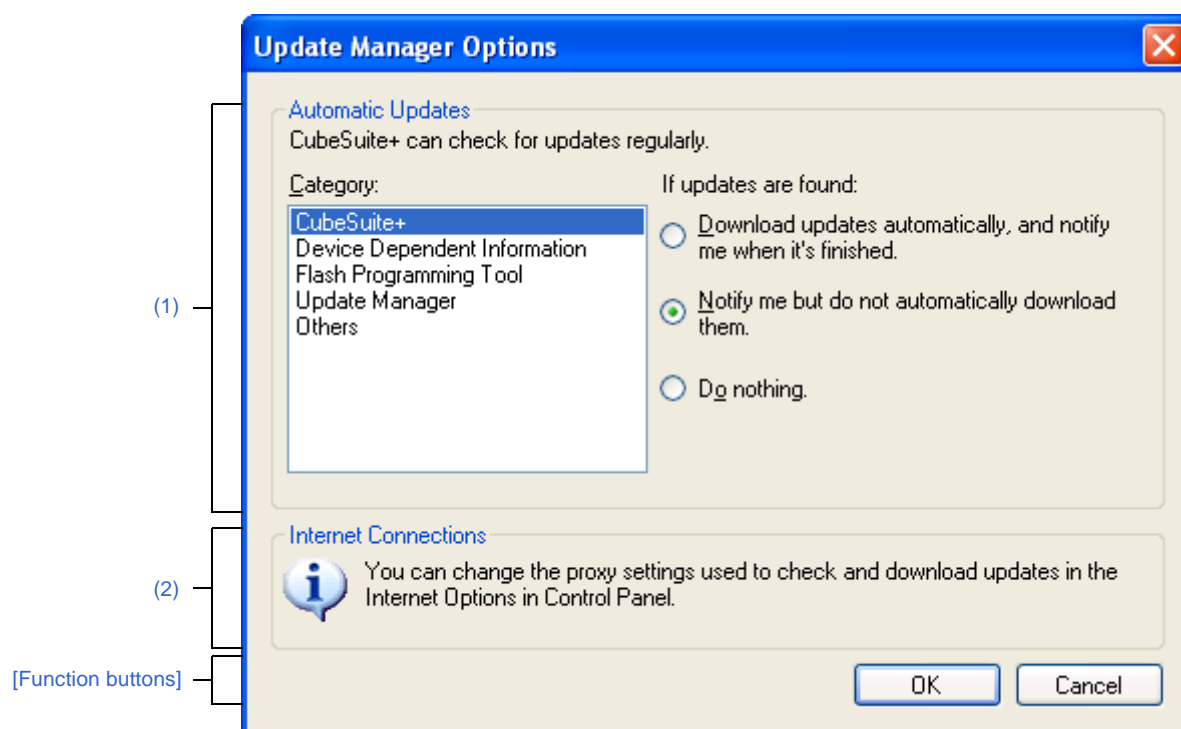 Update Manager Options
Automatic Updates
CubeSuite+ can check for updates regularly.
Category:
CubeSuite+
Device Dependent Information
Flash Programming Tool
Update Manager
Others
If updates are found:
Download updates automatically, and notify
me when it's finished.
Notify me but do not automatically download
them.
Do nothing.
(1)
Internet Connections
You can change the proxy settings used to check and download updates in the
Internet Options in Control Panel.
(2)
[Function buttons]
OK
Cancel